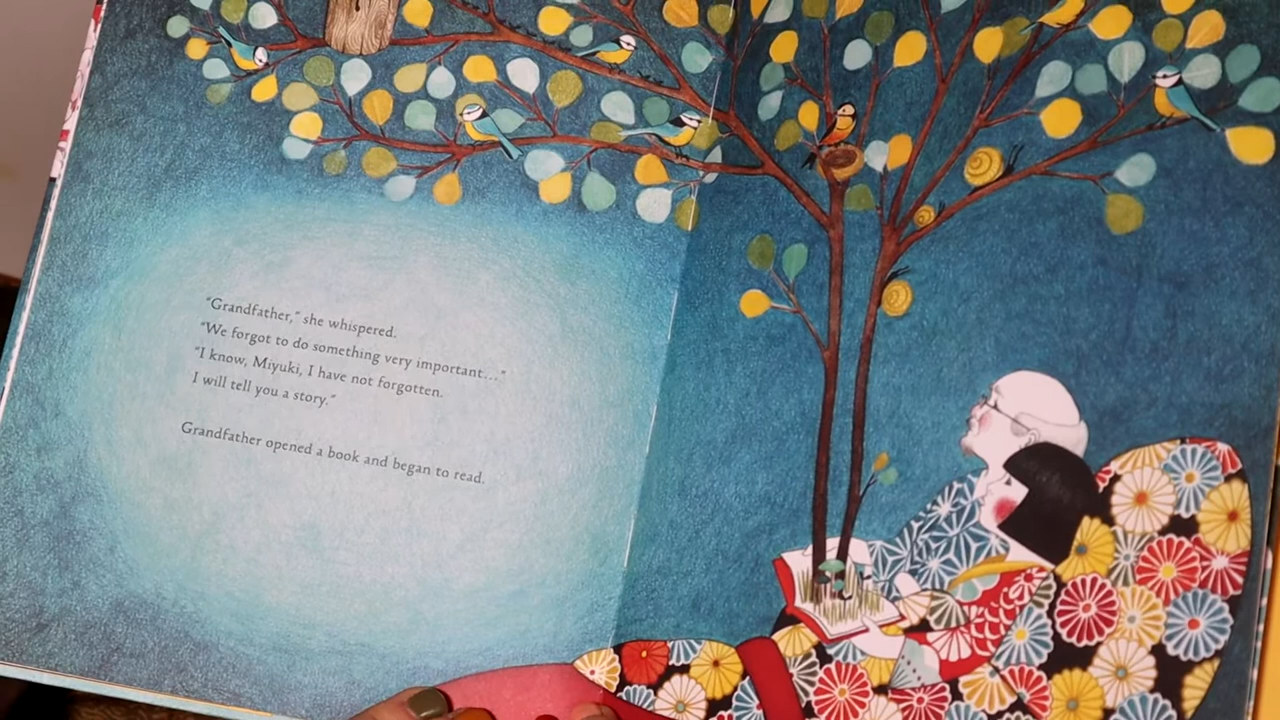 “Grandfather,” she whispered.
“We forgot to do something very important...”
“I know, Miyuki, I have not forgotten.
I will tell you a story.”
Grandfather opened a book and began to read.